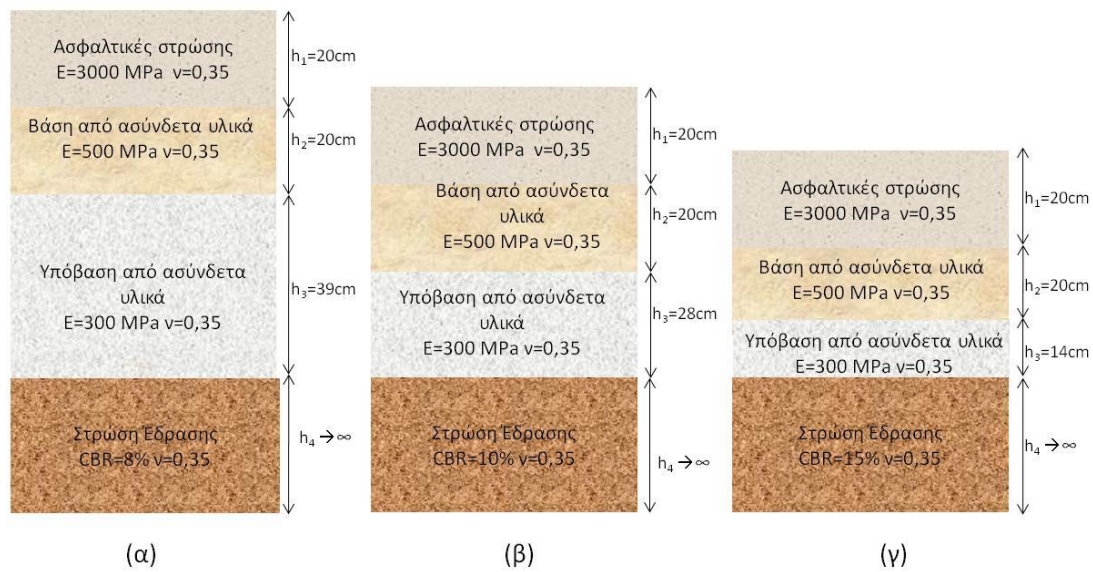 Ασφαλτικές στρώσης
Ε=3000 MPa ν=0,35
h₁=20cm
Βάση από ασύνδετα υλικά
Ε=500 MPa ν=0,35
h₂=20cm
Υπόβαση από ασύνδετα
υλικά
Ε=300 MPa ν=0,35
h₃=39cm
Στρώση Έδρασης
CBR=8% ν=0,35
h₄→∞
(α)
Ασφαλτικές στρώσης
Ε=3000 MPa ν=0,35
h₁=20cm
Βάση από ασύνδετα
υλικά
Ε=500 MPa ν=0,35
h₂=20cm
Υπόβαση από ασύνδετα
υλικά
Ε=300 MPa ν=0,35
h₃=28cm
Στρώση Έδρασης
CBR=10% ν=0,35
h₄→∞
(β)
Ασφαλτικές στρώσης
Ε=3000 MPa ν=0,35
h₁=20cm
Βάση από ασύνδετα υλικά
Ε=500 MPa ν=0,35
h₂=20cm
Υπόβαση από ασύνδετα υλικά
Ε=300 MPa ν=0,35
h₃=14cm
Στρώση Έδρασης
CBR=15% ν=0,35
h₄→∞
(γ)